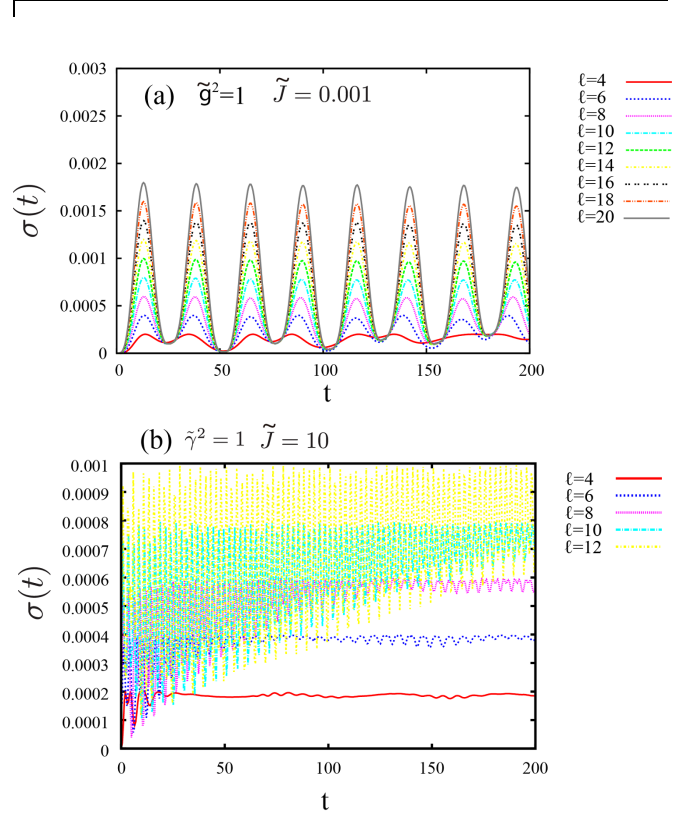 0.003
(a) g̃²=1 J̃ = 0.001
0.0025
0.002
0.0015
0.001
0.0005
0
σ(t)
0 50 100 150 200
t
ℓ=4
ℓ=6
ℓ=8
ℓ=10
ℓ=12
ℓ=14
ℓ=16
ℓ=18
ℓ=20
(b) γ̃² = 1 J̃ = 10
0.001
0.0009
0.0008
0.0007
0.0006
0.0005
0.0004
0.0003
0.0002
0.0001
0
σ(t)
0 50 100 150 200
t
ℓ=4
ℓ=6
ℓ=8
ℓ=10
ℓ=12